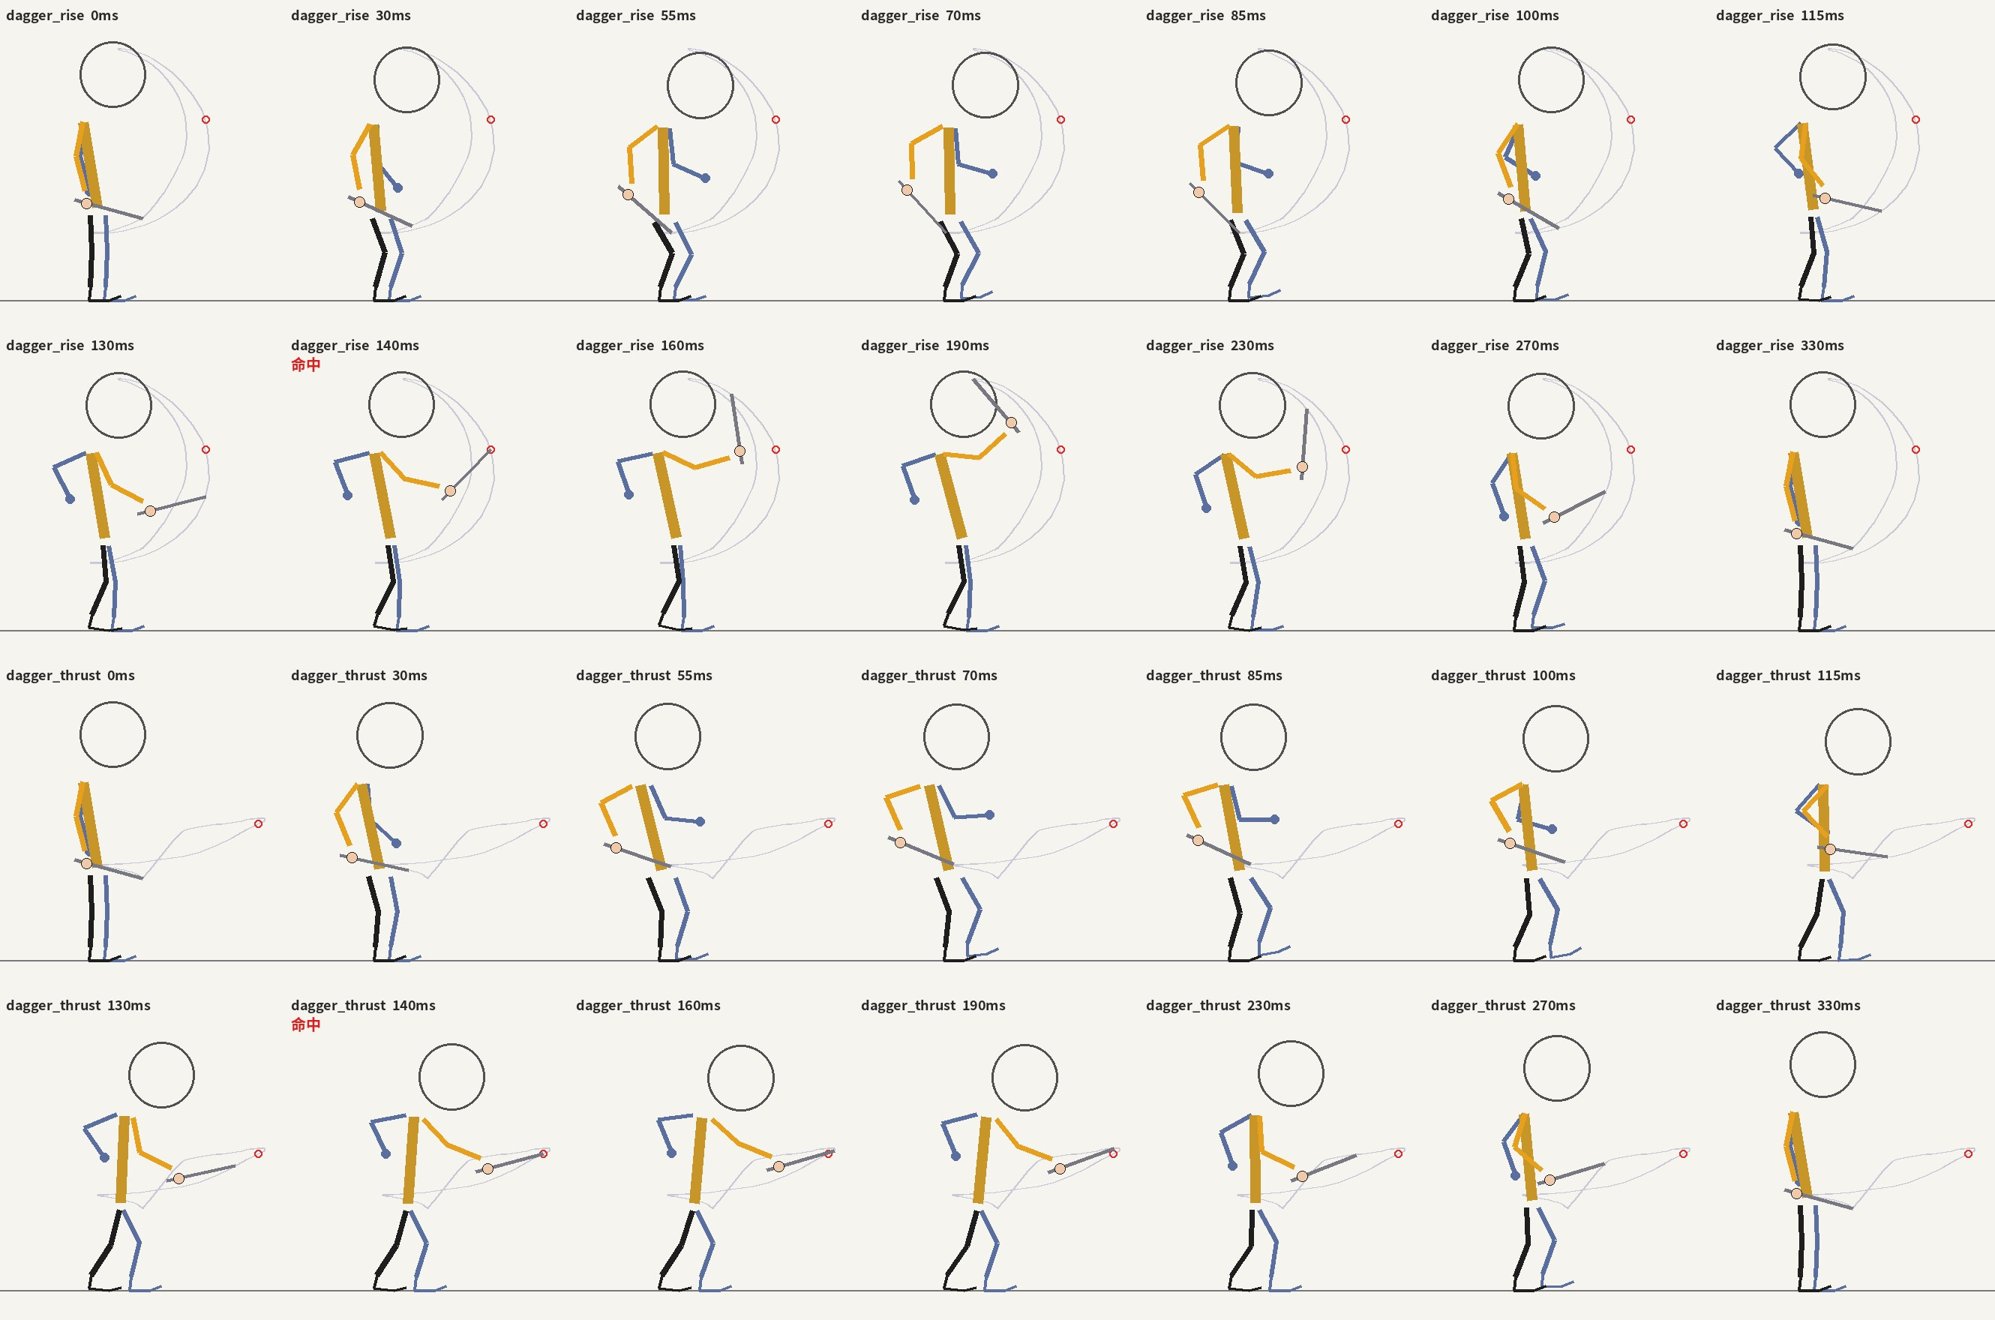 dagger_rise 0ms
dagger_rise 30ms
dagger_rise 55ms
dagger_rise 70ms
dagger_rise 85ms
dagger_rise 100ms
dagger_rise 115ms
dagger_rise 130ms
dagger_rise 140ms
命中
dagger_rise 160ms
dagger_rise 190ms
dagger_rise 230ms
dagger_rise 270ms
dagger_rise 330ms
dagger_thrust 0ms
dagger_thrust 30ms
dagger_thrust 55ms
dagger_thrust 70ms
dagger_thrust 85ms
dagger_thrust 100ms
dagger_thrust 115ms
dagger_thrust 130ms
dagger_thrust 140ms
命中
dagger_thrust 160ms
dagger_thrust 190ms
dagger_thrust 230ms
dagger_thrust 270ms
dagger_thrust 330ms